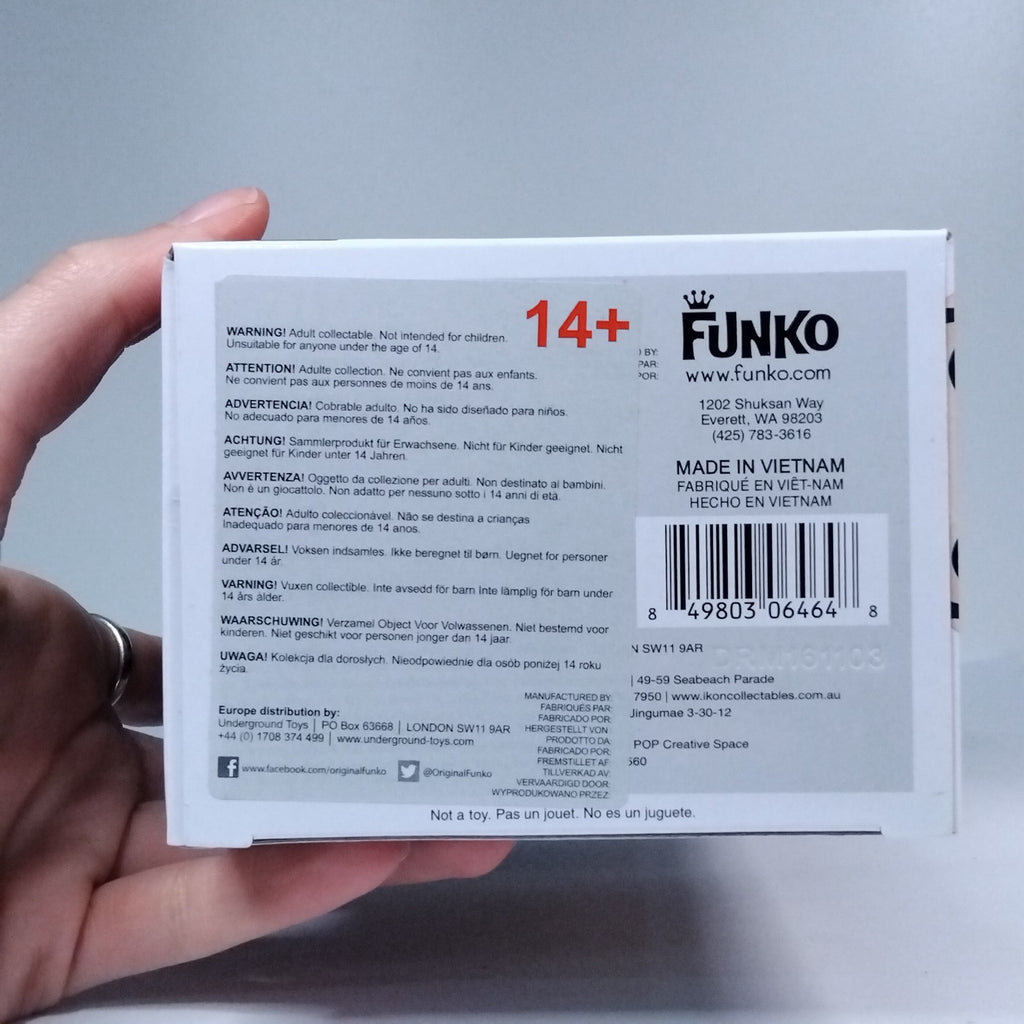 14+
WARNING! Adult collectable. Not intended for children.
Unsuitable for anyone under the age of 14.
ATTENTION! Adulte collection. Ne convient pas aux enfants.
Ne convient pas aux personnes de moins de 14 ans.
ADVERTENCIA! Cobrable adulto. No ha sido diseñado para niños.
No adecuado para menores de 14 años.
ACHTUNG! Sammlerprodukt für Erwachsene. Nicht für Kinder geeignet. Nicht
geeignet für Kinder unter 14 Jahren.
AVVERTENZA! Oggetto da collezione per adulti. Non destinato ai bambini.
Non è un giocattolo. Non adatto per nessuno sotto i 14 anni di età.
ATENÇÃO! Adulto coleccionável. Não se destina a crianças
Inadequado para menores de 14 anos.
ADVARSEL! Voksen indsamles. Ikke beregnet til børn. Uegnet for personer
under 14 år.
VARNING! Vuxen collectible. Inte avsedd för barn Inte lämplig för barn under
14 års ålder.
WAARSCHUWING! Verzamel Object Voor Volwassenen. Niet bestemd voor
kinderen. Niet geschikt voor personen jonger dan 14 jaar.
UWAGA! Kolekcja dla dorosłych. Nieodpowiednie dla osób poniżej 14 roku
życia.
Europe distribution by:
Underground Toys | PO Box 63668 | LONDON SW11 9AR
+44 (0) 1708 374 499 | www.underground-toys.com
www.facebook.com/originalfunko @OriginalFunko
MANUFACTURED BY:
FABRIQUÉS PAR:
FABRICADO POR:
HERGESTELLT VON:
PRODOTTO DA:
FABRICADO POR:
FREMSTILLET AF:
TILLVERKAD AV:
VERVAARDIGD DOOR:
WYPRODUKOWANO PRZEZ:
BY:
PAR:
POR:
FUNKO
www.funko.com
1202 Shuksan Way
Everett, WA 98203
(425) 783-3616
MADE IN VIETNAM
FABRIQUÉ EN VIÊT-NAM
HECHO EN VIETNAM
8 49803 06464 8
N SW11 9AR
DRM161103
| 49-59 Seabeach Parade
7950 | www.ikoncollectables.com.au
Jingumae 3-30-12
POP Creative Space
560
Not a toy. Pas un jouet. No es un juguete.